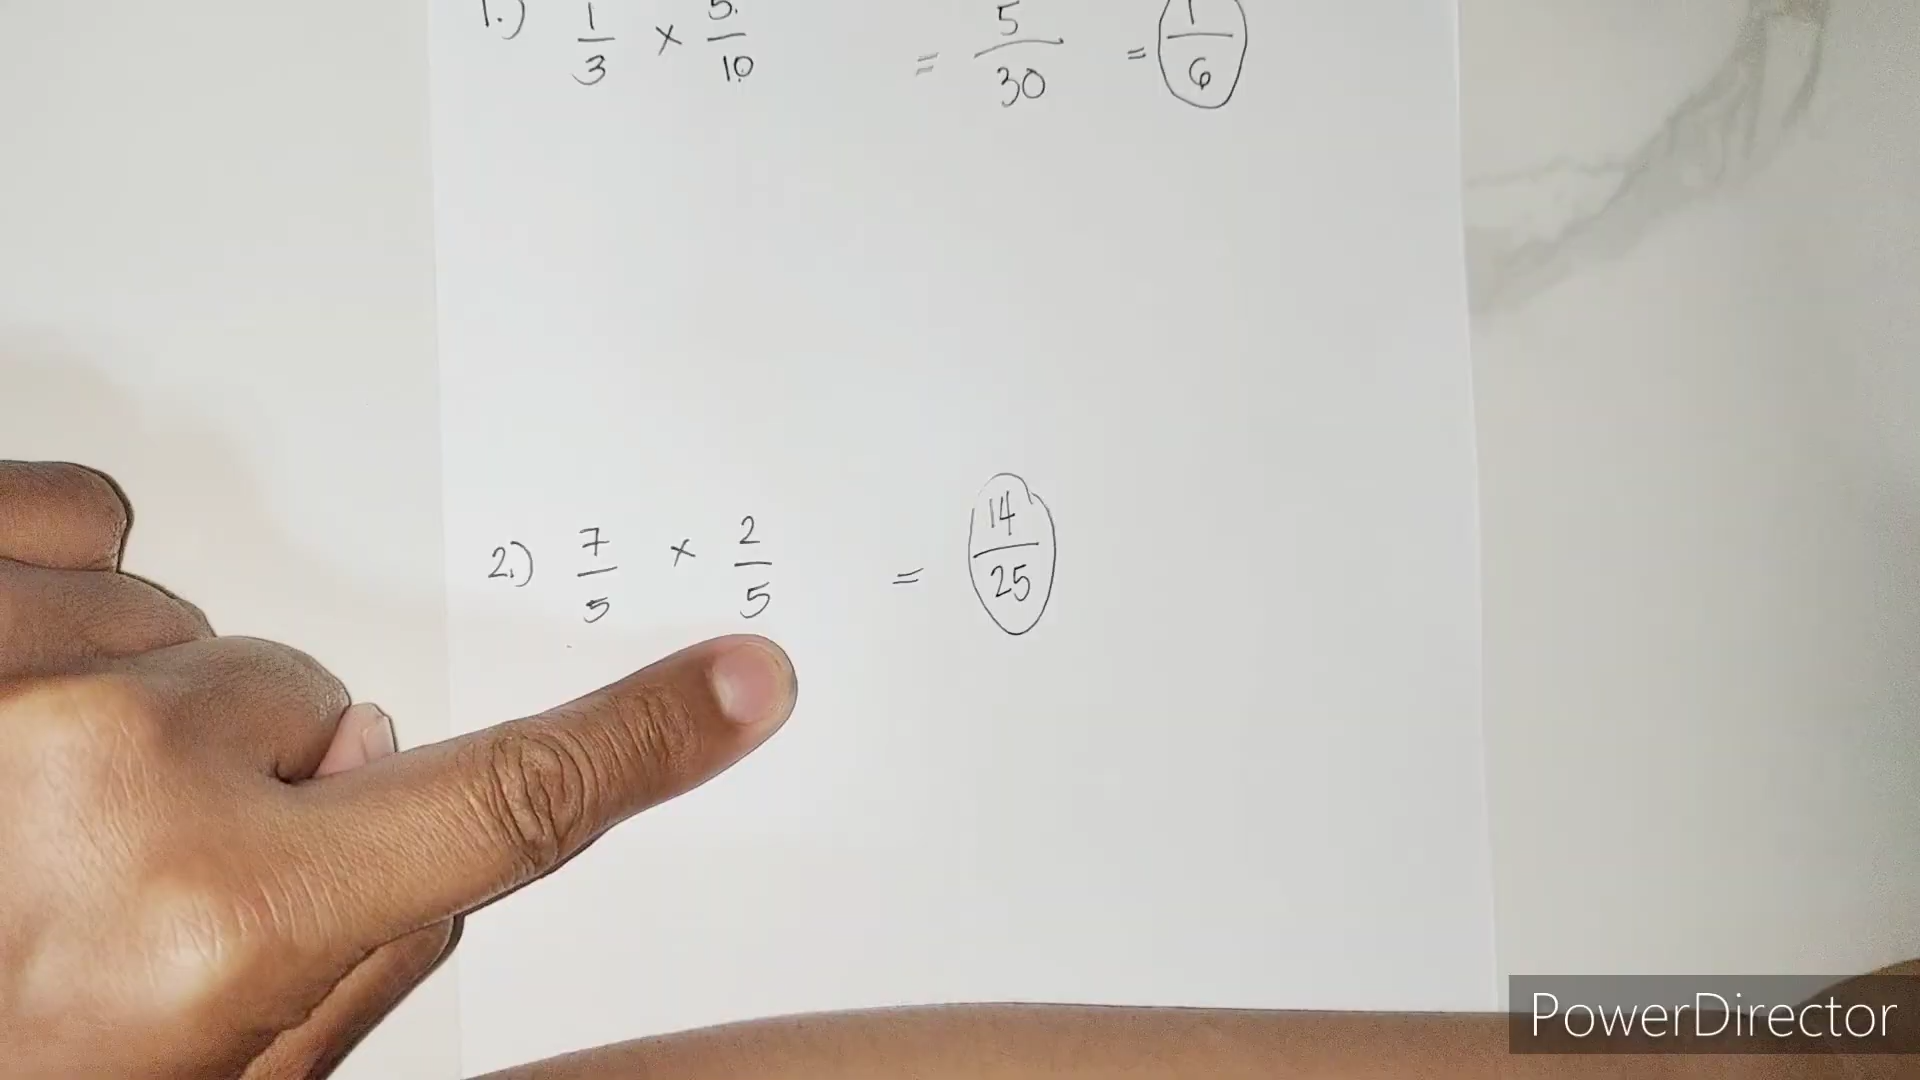 1.) 1/3 × 5/10 = 5/30 = 1/6
2.) 7/5 × 2/5 = 14/25
PowerDirector